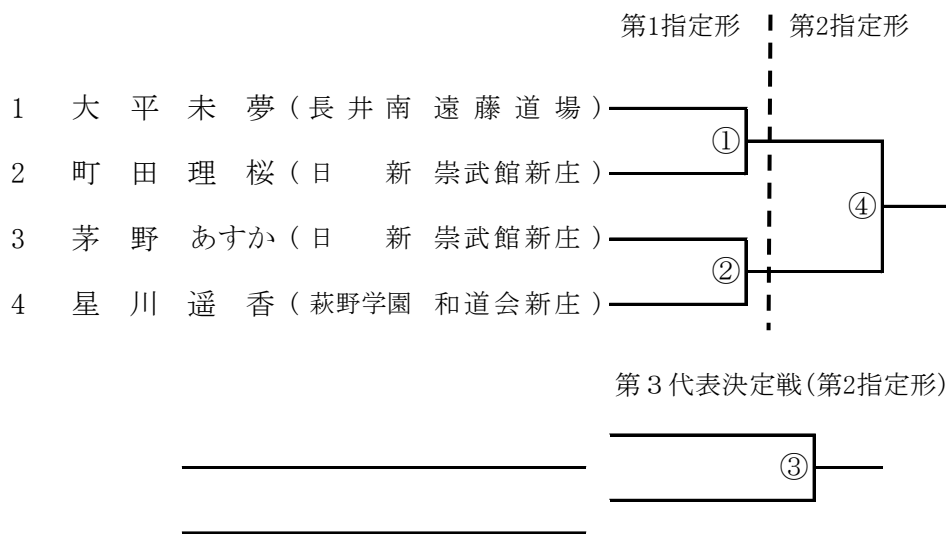 第1指定形 第2指定形
1 大平未夢(長井南 遠藤道場)
①
2 町田理桜(日新 崇武館新庄)
④
3 茅野あすか(日新 崇武館新庄)
②
4 星川遥香(萩野学園 和道会新庄)
第3代表決定戦(第2指定形)
③